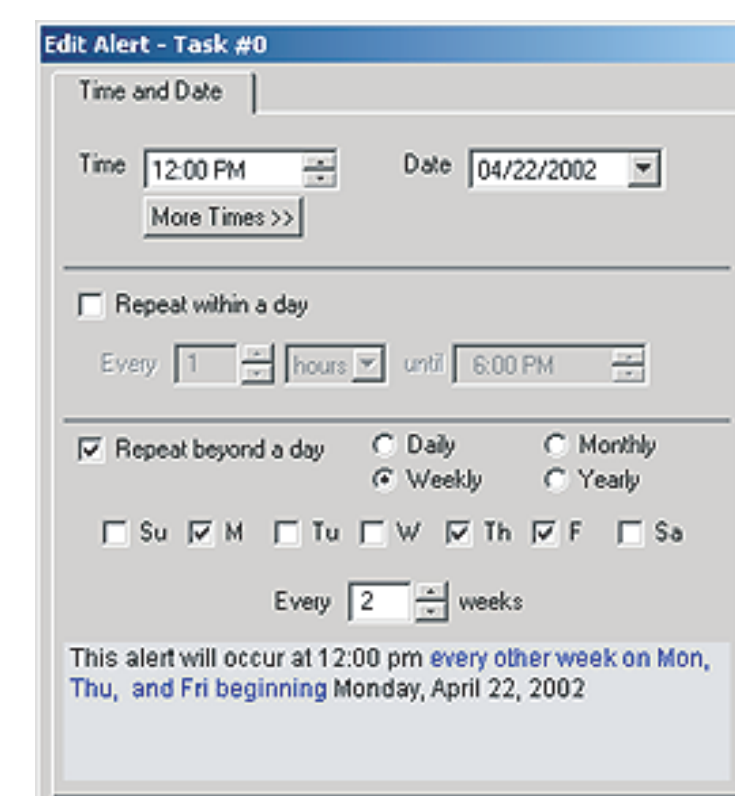 Edit Alert - Task #0
Time and Date
Time 12:00 PM Date 04/22/2002
More Times >>
Repeat within a day
Every 1 hours until 6:00 PM
Repeat beyond a day Daily Monthly
Weekly Yearly
Su M Tu W Th F Sa
Every 2 weeks
This alert will occur at 12:00 pm every other week on Mon,
Thu, and Fri beginning Monday, April 22, 2002